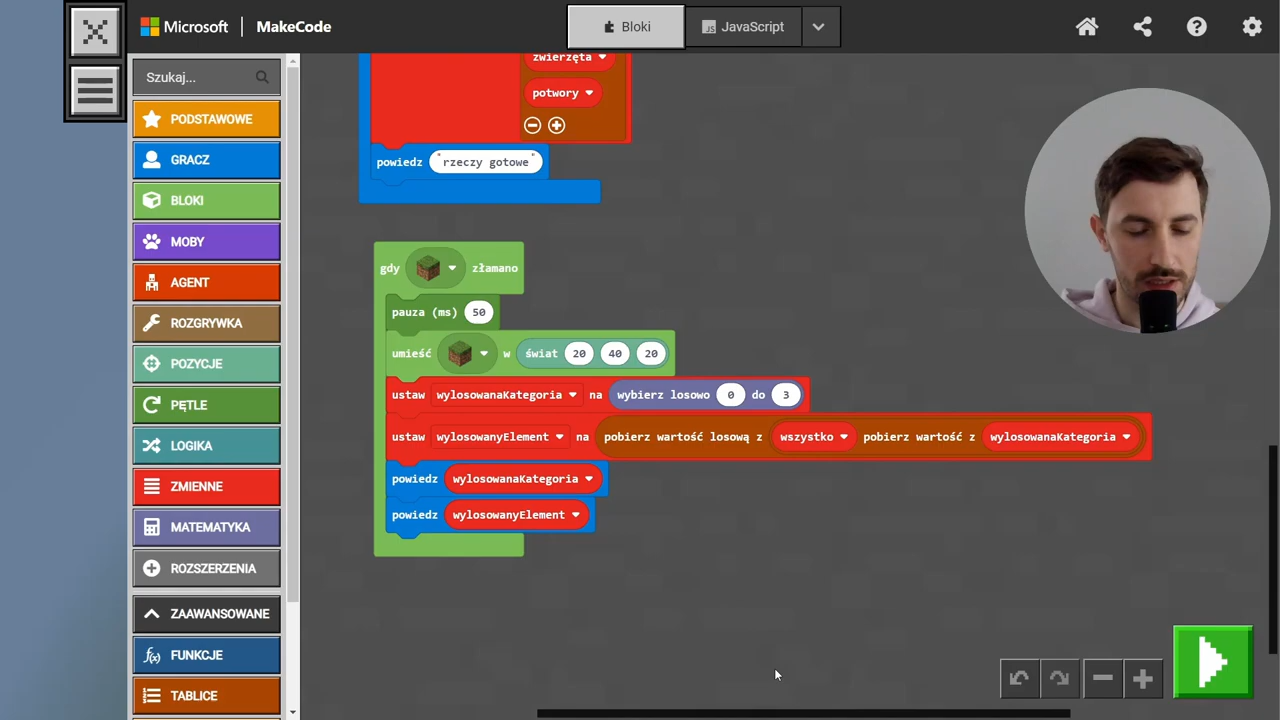 Microsoft MakeCode
Bloki
JS JavaScript
Szukaj...
PODSTAWOWE
GRACZ
BLOKI
MOBY
AGENT
ROZGRYWKA
POZYCJE
PĘTLE
LOGIKA
ZMIENNE
MATEMATYKA
ROZSZERZENIA
ZAAWANSOWANE
f(x) FUNKCJE
TABLICE
zwierzęta
potwory
powiedz "rzeczy gotowe"
gdy złamano
pauza (ms) 50
umieść w świat 20 40 20
ustaw wylosowanaKategoria na wybierz losowo 0 do 3
ustaw wylosowanyElement na pobierz wartość losową z wszystko pobierz wartość z wylosowanaKategoria
powiedz wylosowanaKategoria
powiedz wylosowanyElement